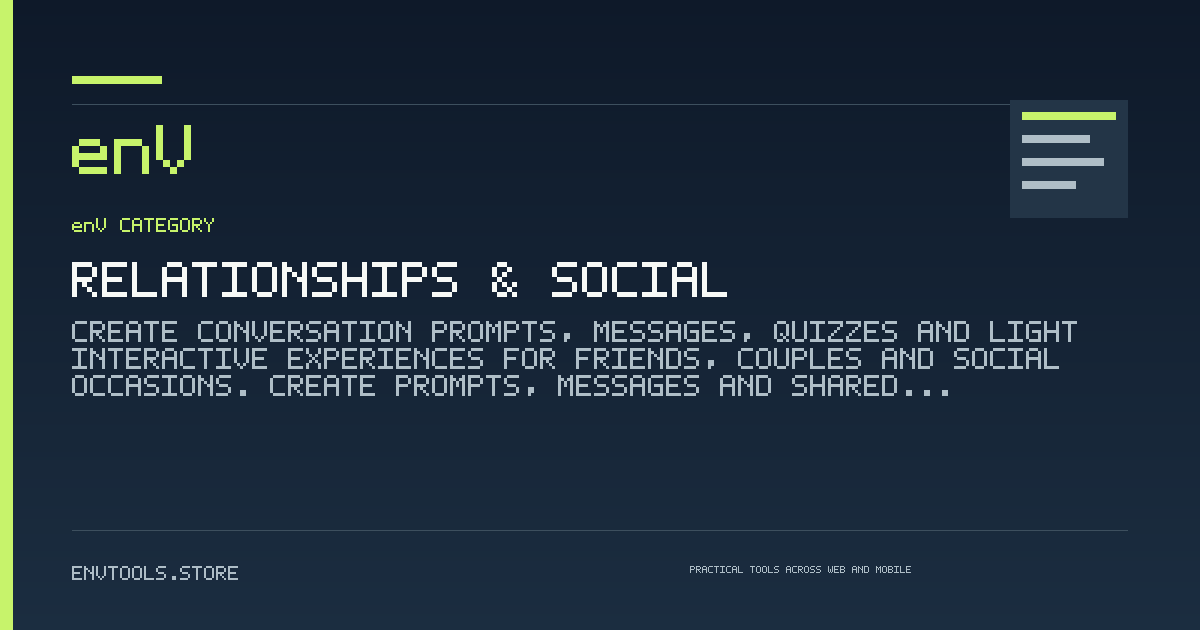 enV
enV CATEGORY
RELATIONSHIPS & SOCIAL
CREATE CONVERSATION PROMPTS, MESSAGES, QUIZZES AND LIGHT
INTERACTIVE EXPERIENCES FOR FRIENDS, COUPLES AND SOCIAL
OCCASIONS. CREATE PROMPTS, MESSAGES AND SHARED...
ENVTOOLS.STORE
PRACTICAL TOOLS ACROSS WEB AND MOBILE